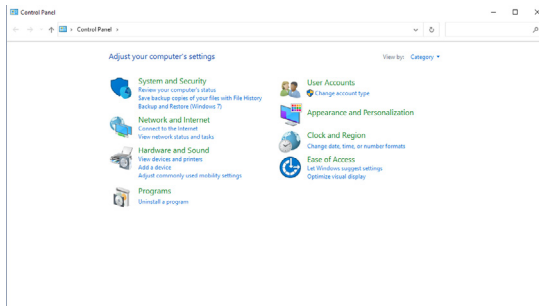 Control Panel
Control Panel
Adjust your computer's settings
View by: Category
System and Security
Review your computer's status
Save backup copies of your files with File History
Backup and Restore (Windows 7)
Network and Internet
Connect to the Internet
View network status and tasks
Hardware and Sound
View devices and printers
Add a device
Adjust commonly used mobility settings
Programs
Uninstall a program
User Accounts
Change account type
Appearance and Personalization
Clock and Region
Change date, time, or number formats
Ease of Access
Let Windows suggest settings
Optimize visual display